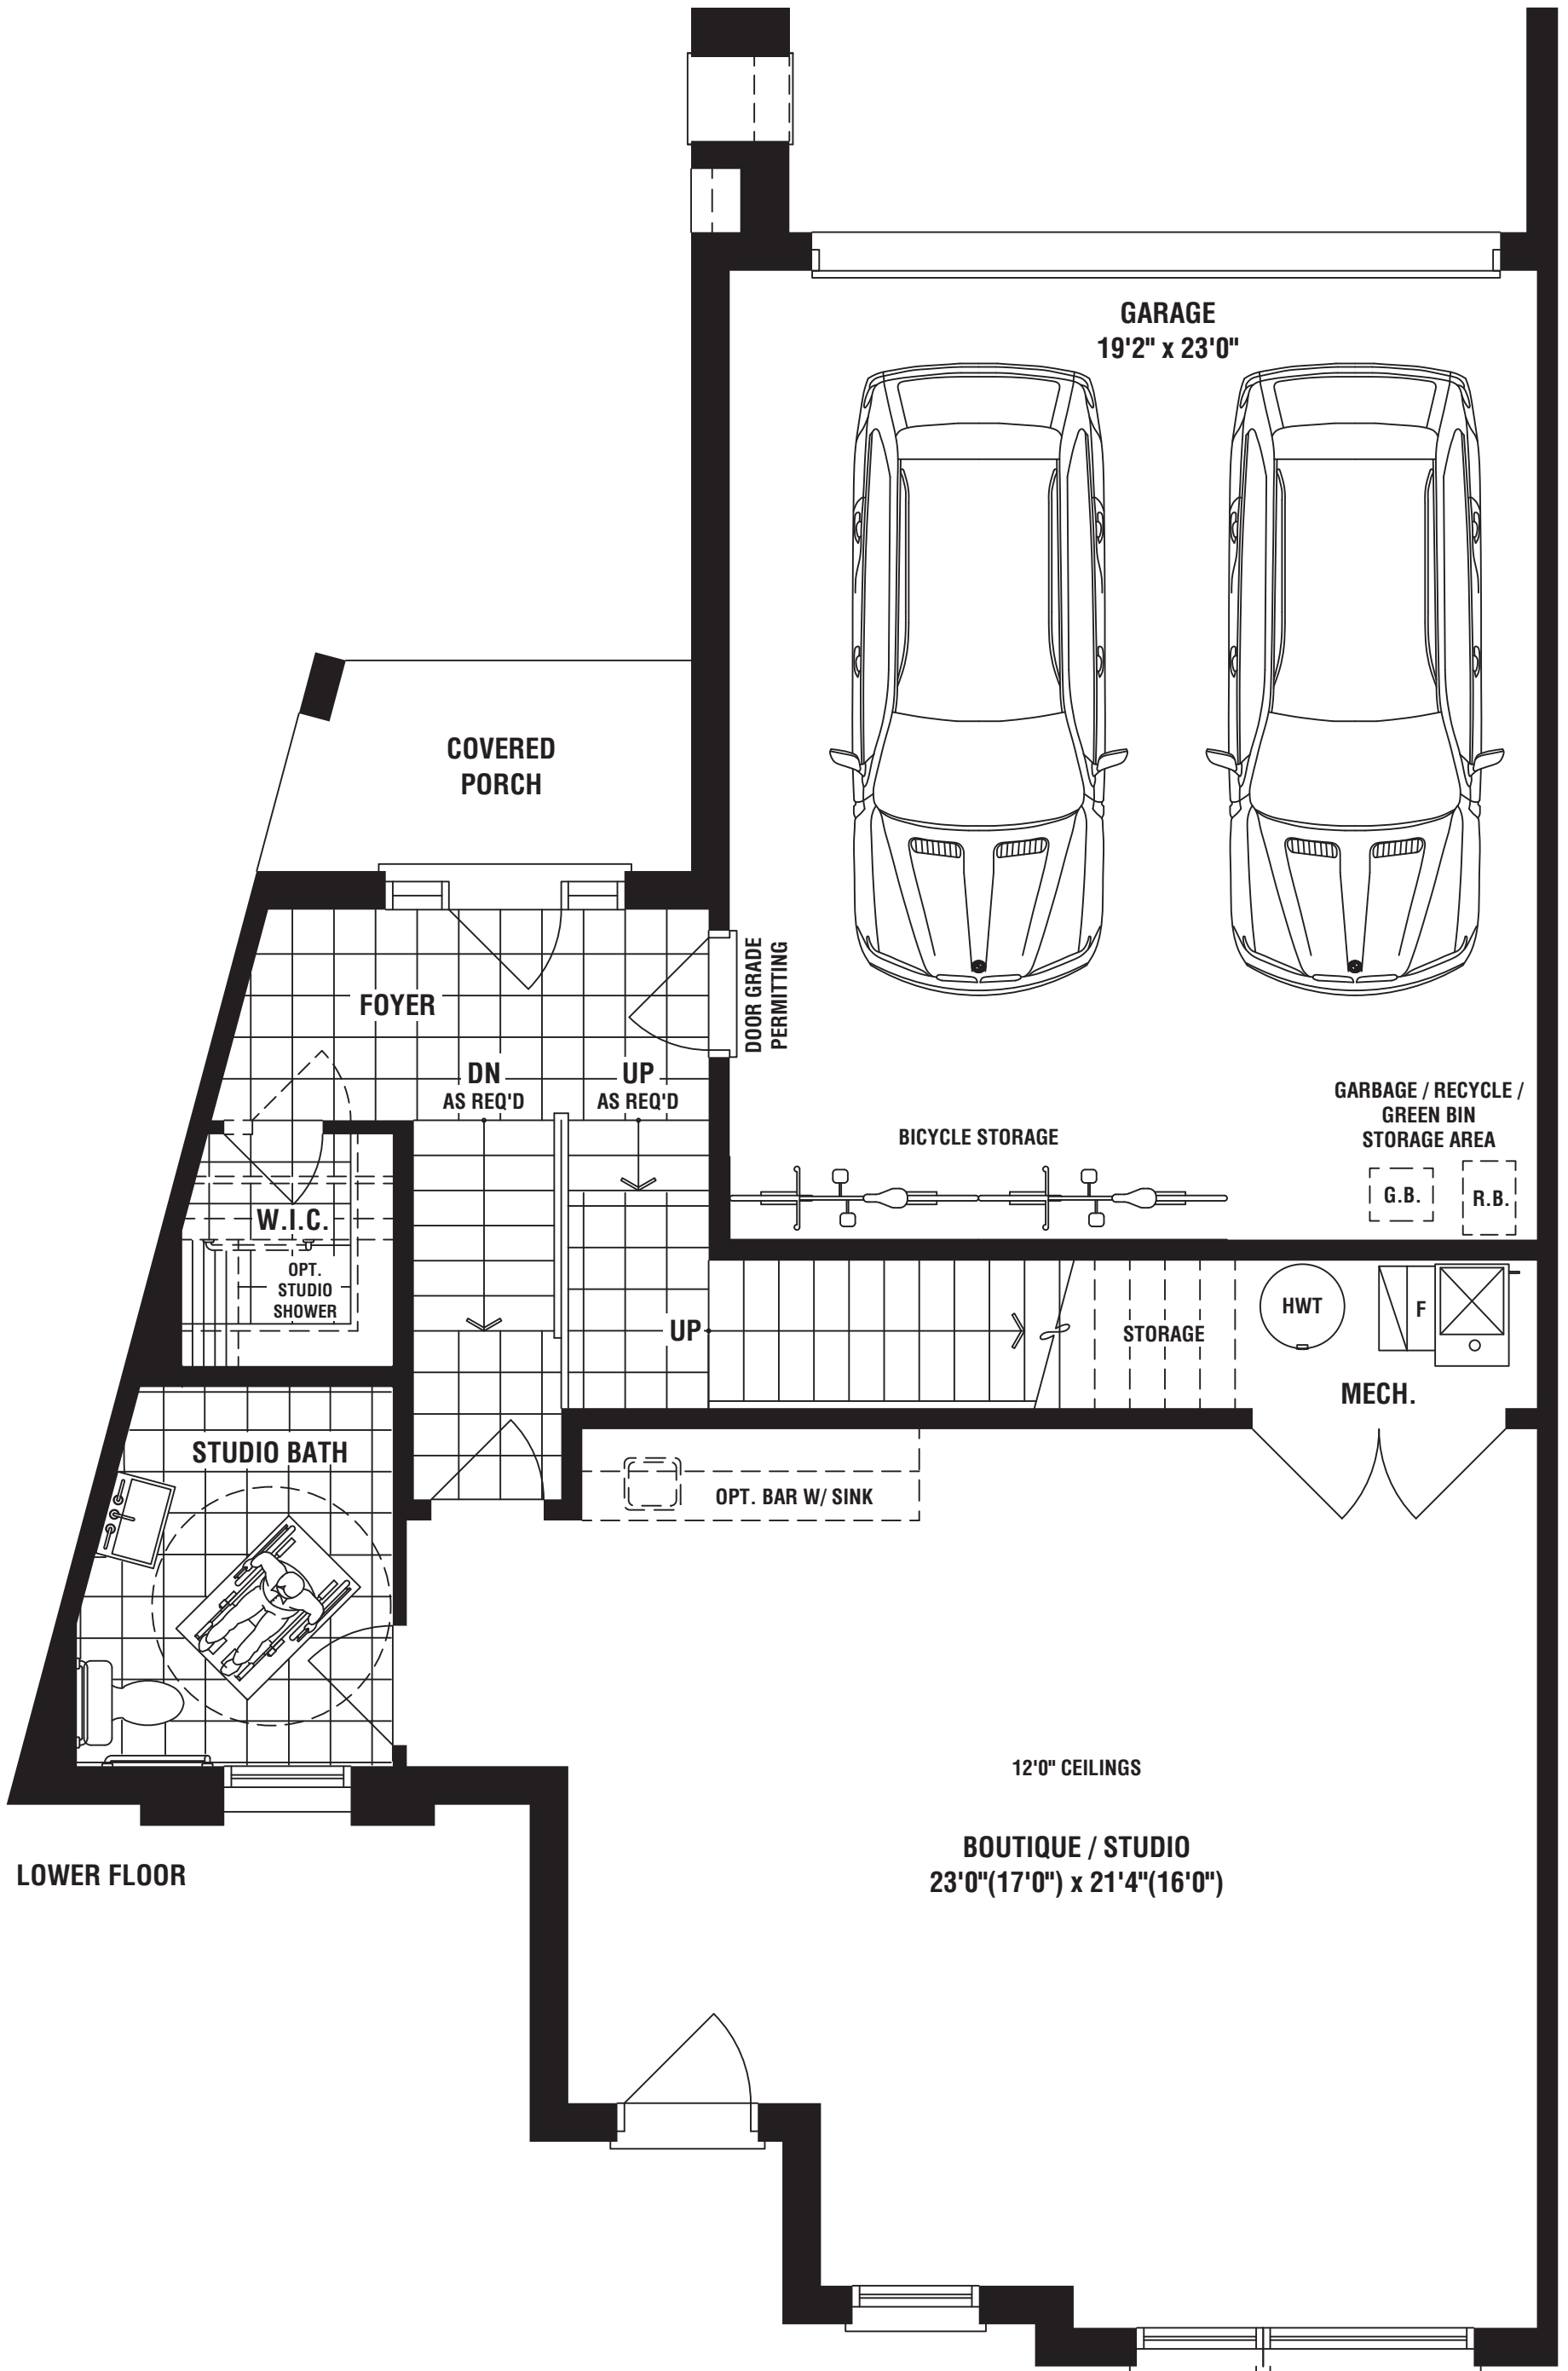 GARAGE
19'2" x 23'0"
COVERED
PORCH
DOOR GRADE
PERMITTING
FOYER
DN
AS REQ'D
UP
AS REQ'D
GARBAGE / RECYCLE /
GREEN BIN
STORAGE AREA
BICYCLE STORAGE
G.B.
R.B.
W.I.C.
OPT.
STUDIO
SHOWER
UP
STORAGE
HWT
F
MECH.
STUDIO BATH
OPT. BAR W/ SINK
12'0" CEILINGS
BOUTIQUE / STUDIO
23'0"(17'0") x 21'4"(16'0")
LOWER FLOOR